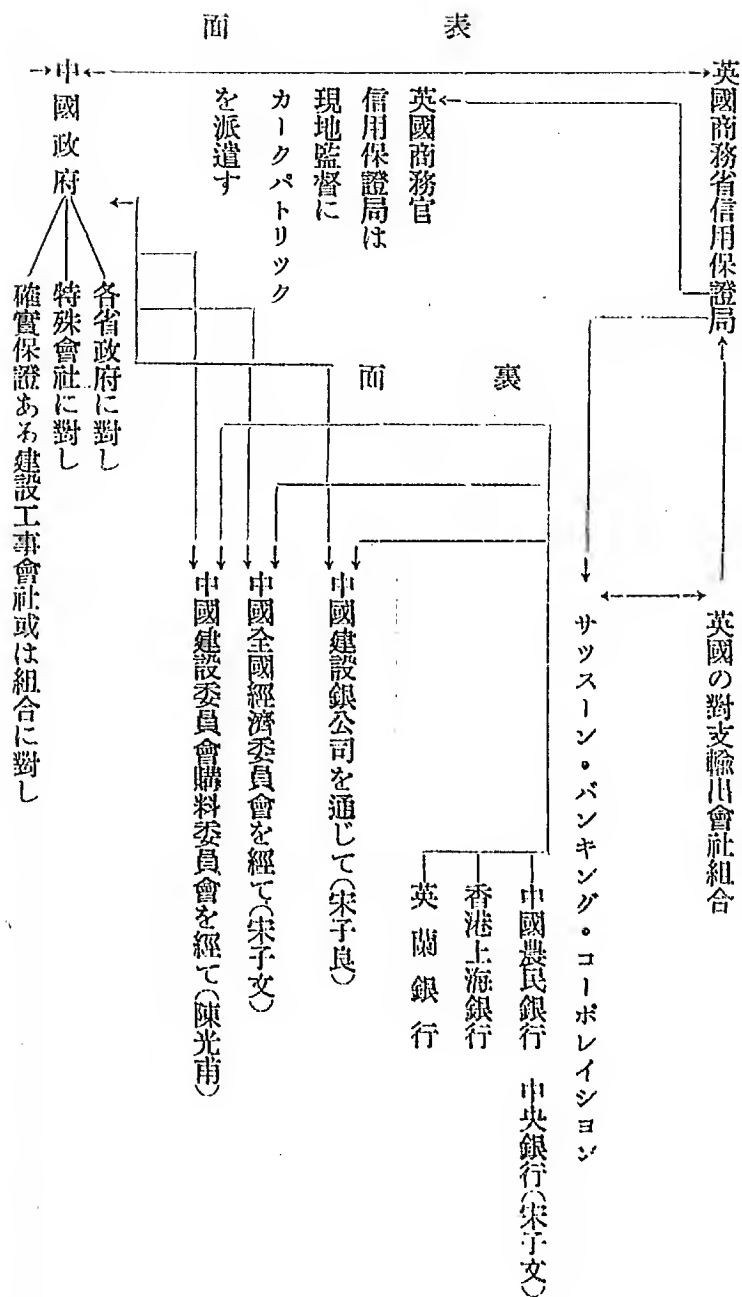 表面
英國商務省信用保證局
英國商務官
信用保證局は
現地監督に
カークパトリック
を派遣す
中國政府
各省政府に對し
特殊會社に對し
確實保證ある建設工事會社或は組合に對し
裏面
英國の對支輸出會社組合
サッスーン・バンキング・コーポレイション
中國農民銀行 中央銀行(宋子文)
香港上海銀行
英蘭銀行
中國建設銀公司を通じて(宋子良)
中國全國經濟委員會を經て(宋子文)
中國建設委員會購料委員會を經て(陳光甫)